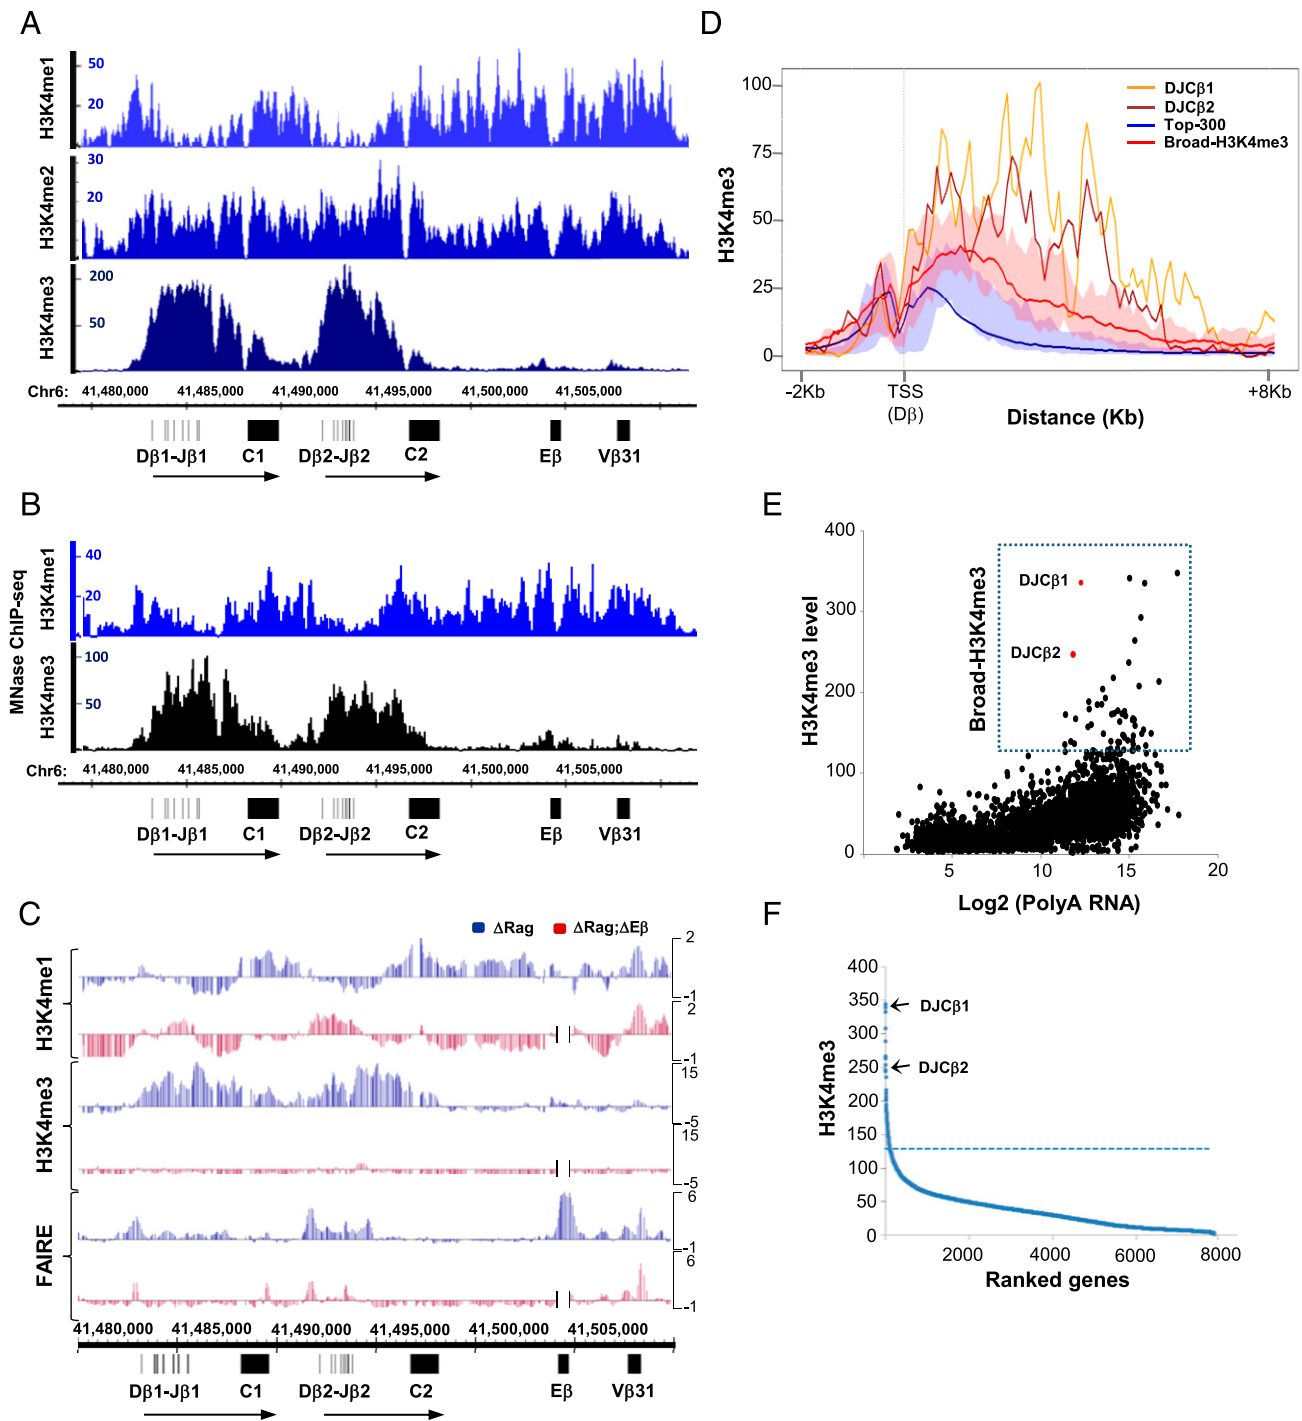 A
H3K4me1
50
20
H3K4me2
30
20
H3K4me3
200
50
Chr6: 41,480,000 41,485,000 41,490,000 41,495,000 41,500,000 41,505,000
Dβ1-Jβ1 C1 Dβ2-Jβ2 C2 Eβ Vβ31
B
MNase ChIP-seq
H3K4me1
40
20
H3K4me3
100
50
Chr6: 41,480,000 41,485,000 41,490,000 41,495,000 41,500,000 41,505,000
Dβ1-Jβ1 C1 Dβ2-Jβ2 C2 Eβ Vβ31
C
ΔRag ΔRag;ΔEβ
H3K4me1
2
-1
2
-1
H3K4me3
15
-5
15
-5
FAIRE
6
-1
6
-1
41,480,000 41,485,000 41,490,000 41,495,000 41,500,000 41,505,000
Dβ1-Jβ1 C1 Dβ2-Jβ2 C2 Eβ Vβ31
D
H3K4me3
100
75
50
25
0
DJCβ1
DJCβ2
Top-300
Broad-H3K4me3
-2Kb TSS +8Kb
(Dβ)
Distance (Kb)
E
H3K4me3 level
400
300
200
100
0
Broad-H3K4me3
DJCβ1
DJCβ2
5 10 15 20
Log2 (PolyA RNA)
F
H3K4me3
400
350
300
250
200
150
100
50
0
DJCβ1
DJCβ2
2000 4000 6000 8000
Ranked genes